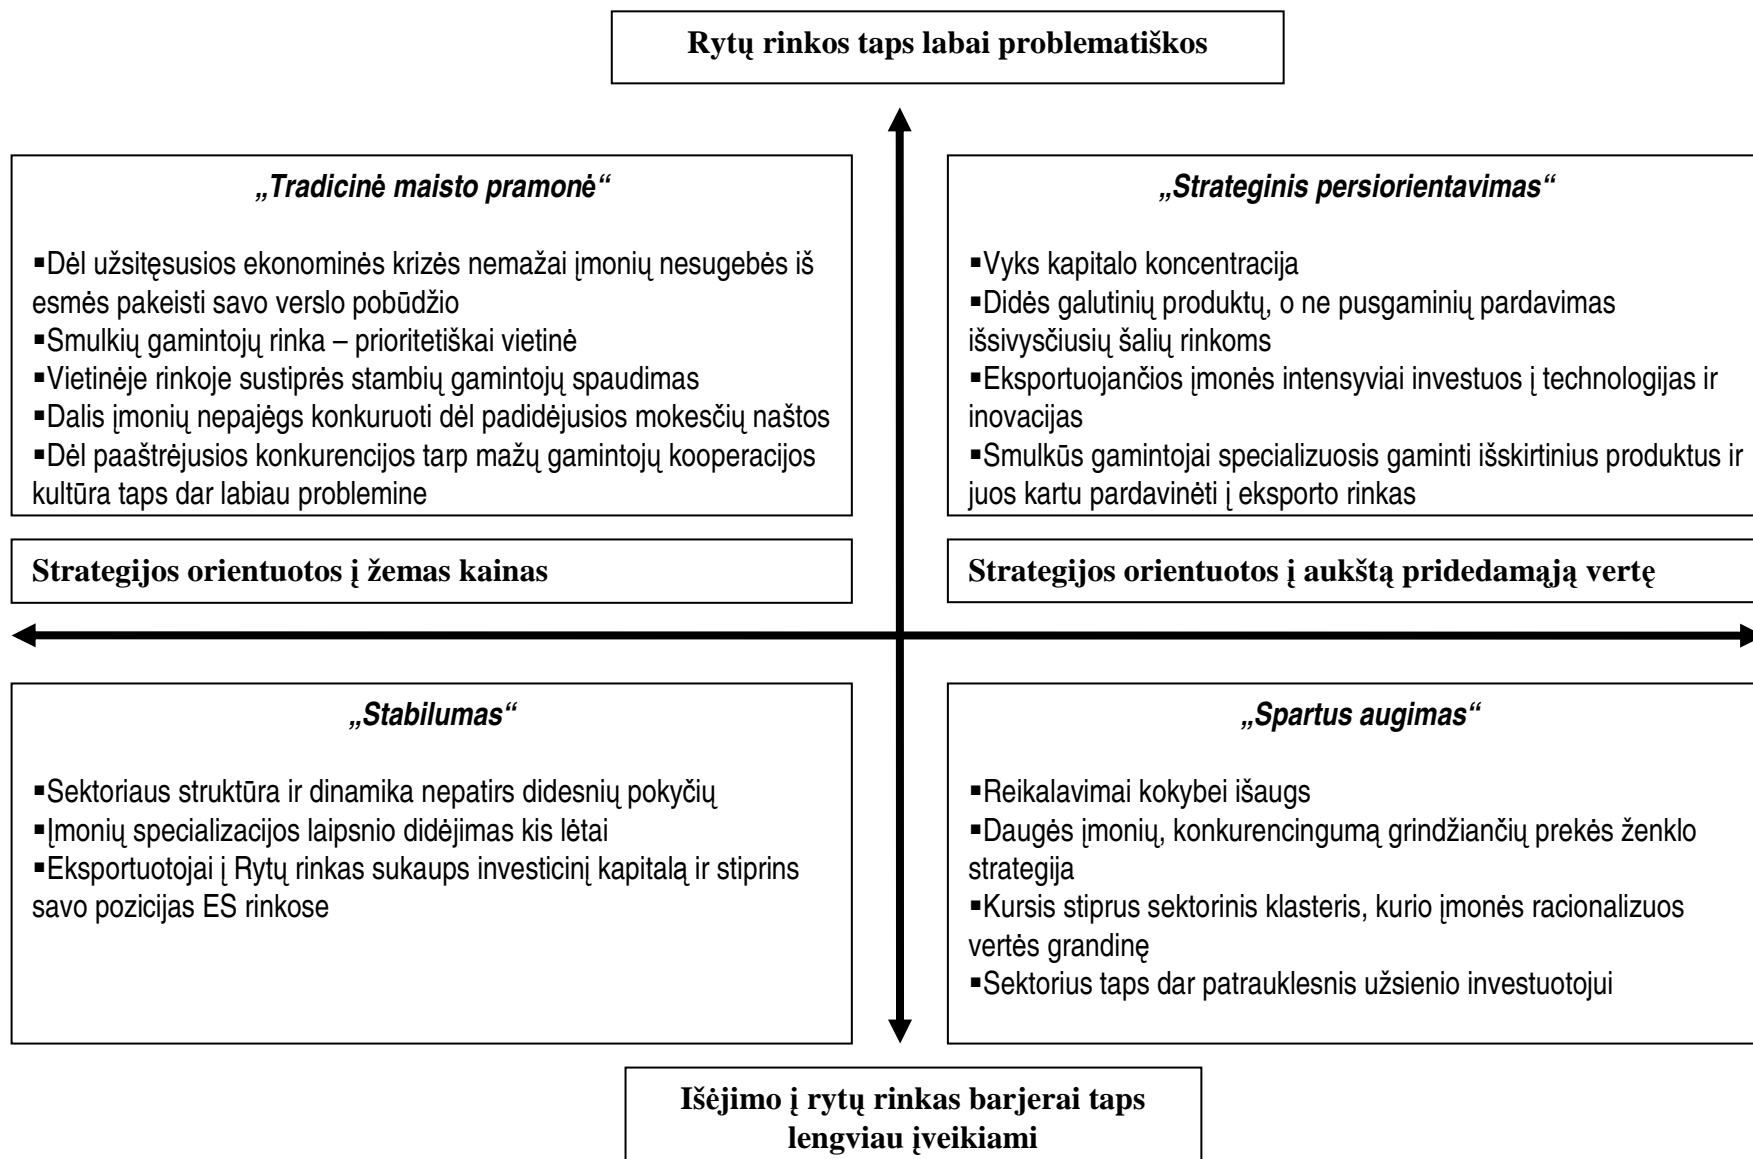 Rytų rinkos taps labai problematiškos
„Tradicinė maisto pramonė“
▪Dėl užsitęsusios ekonominės krizės nemažai įmonių nesugebės iš
esmės pakeisti savo verslo pobūdžio
▪Smulkių gamintojų rinka – prioritetiškai vietinė
▪Vietinėje rinkoje sustiprės stambių gamintojų spaudimas
▪Dalis įmonių nepajėgs konkuruoti dėl padidėjusios mokesčių naštos
▪Dėl paaštrėjusios konkurencijos tarp mažų gamintojų kooperacijos
kultūra taps dar labiau problemine
„Strateginis persiorientavimas“
▪Vyks kapitalo koncentracija
▪Didės galutinių produktų, o ne pusgaminių pardavimas
išsivysčiusių šalių rinkoms
▪Eksportuojančios įmonės intensyviai investuos į technologijas ir
inovacijas
▪Smulkūs gamintojai specializuosis gaminti išskirtinius produktus ir
juos kartu pardavinėti į eksporto rinkas
Strategijos orientuotos į žemas kainas
Strategijos orientuotos į aukštą pridedamąją vertę
„Stabilumas“
▪Sektoriaus struktūra ir dinamika nepatirs didesnių pokyčių
▪Įmonių specializacijos laipsnio didėjimas kis lėtai
▪Eksportuotojai į Rytų rinkas sukaups investicinį kapitalą ir stiprins
savo pozicijas ES rinkose
„Spartus augimas“
▪Reikalavimai kokybei išaugs
▪Daugės įmonių, konkurencingumą grindžiančių prekės ženklo
strategija
▪Kursis stiprus sektorinis klasteris, kurio įmonės racionalizuos
vertės grandinę
▪Sektorius taps dar patrauklesnis užsienio investuotojui
Išėjimo į rytų rinkas barjerai taps
lengviau įveikiami